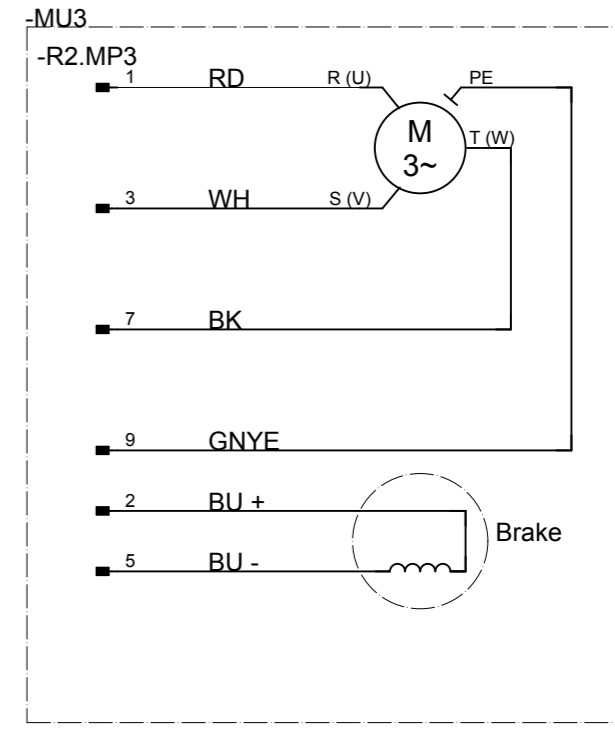 -MU3
-R2.MP3
1 RD R (U) PE
M
3~
T (W)
3 WH S (V)
7 BK
9 GNYE
2 BU +
Brake
5 BU -